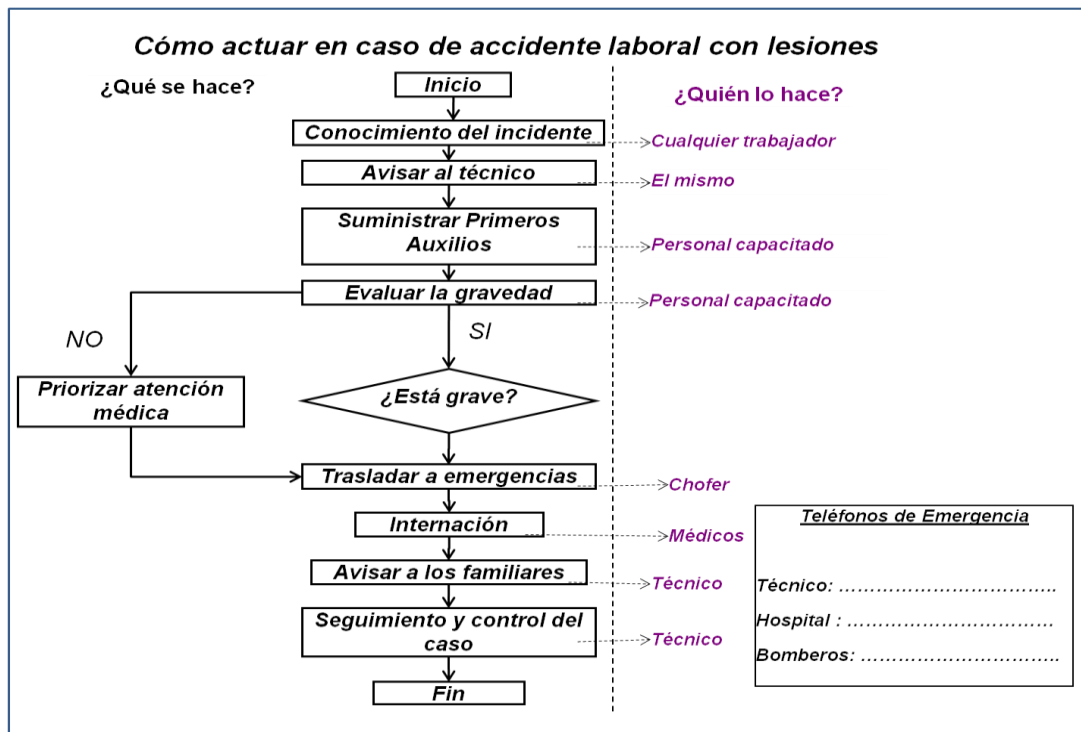 Cómo actuar en caso de accidente laboral con lesiones
¿Qué se hace?
¿Quién lo hace?
Inicio
Conocimiento del incidente
Cualquier trabajador
Avisar al técnico
El mismo
Suministrar Primeros
Auxilios
Personal capacitado
Evaluar la gravedad
Personal capacitado
NO
SI
Priorizar atención
médica
¿Está grave?
Trasladar a emergencias
Chofer
Internación
Médicos
Avisar a los familiares
Técnico
Seguimiento y control del
caso
Técnico
Fin
Teléfonos de Emergencia
Técnico: ……………………………..
Hospital : ……………………………
Bomberos: …………………………..